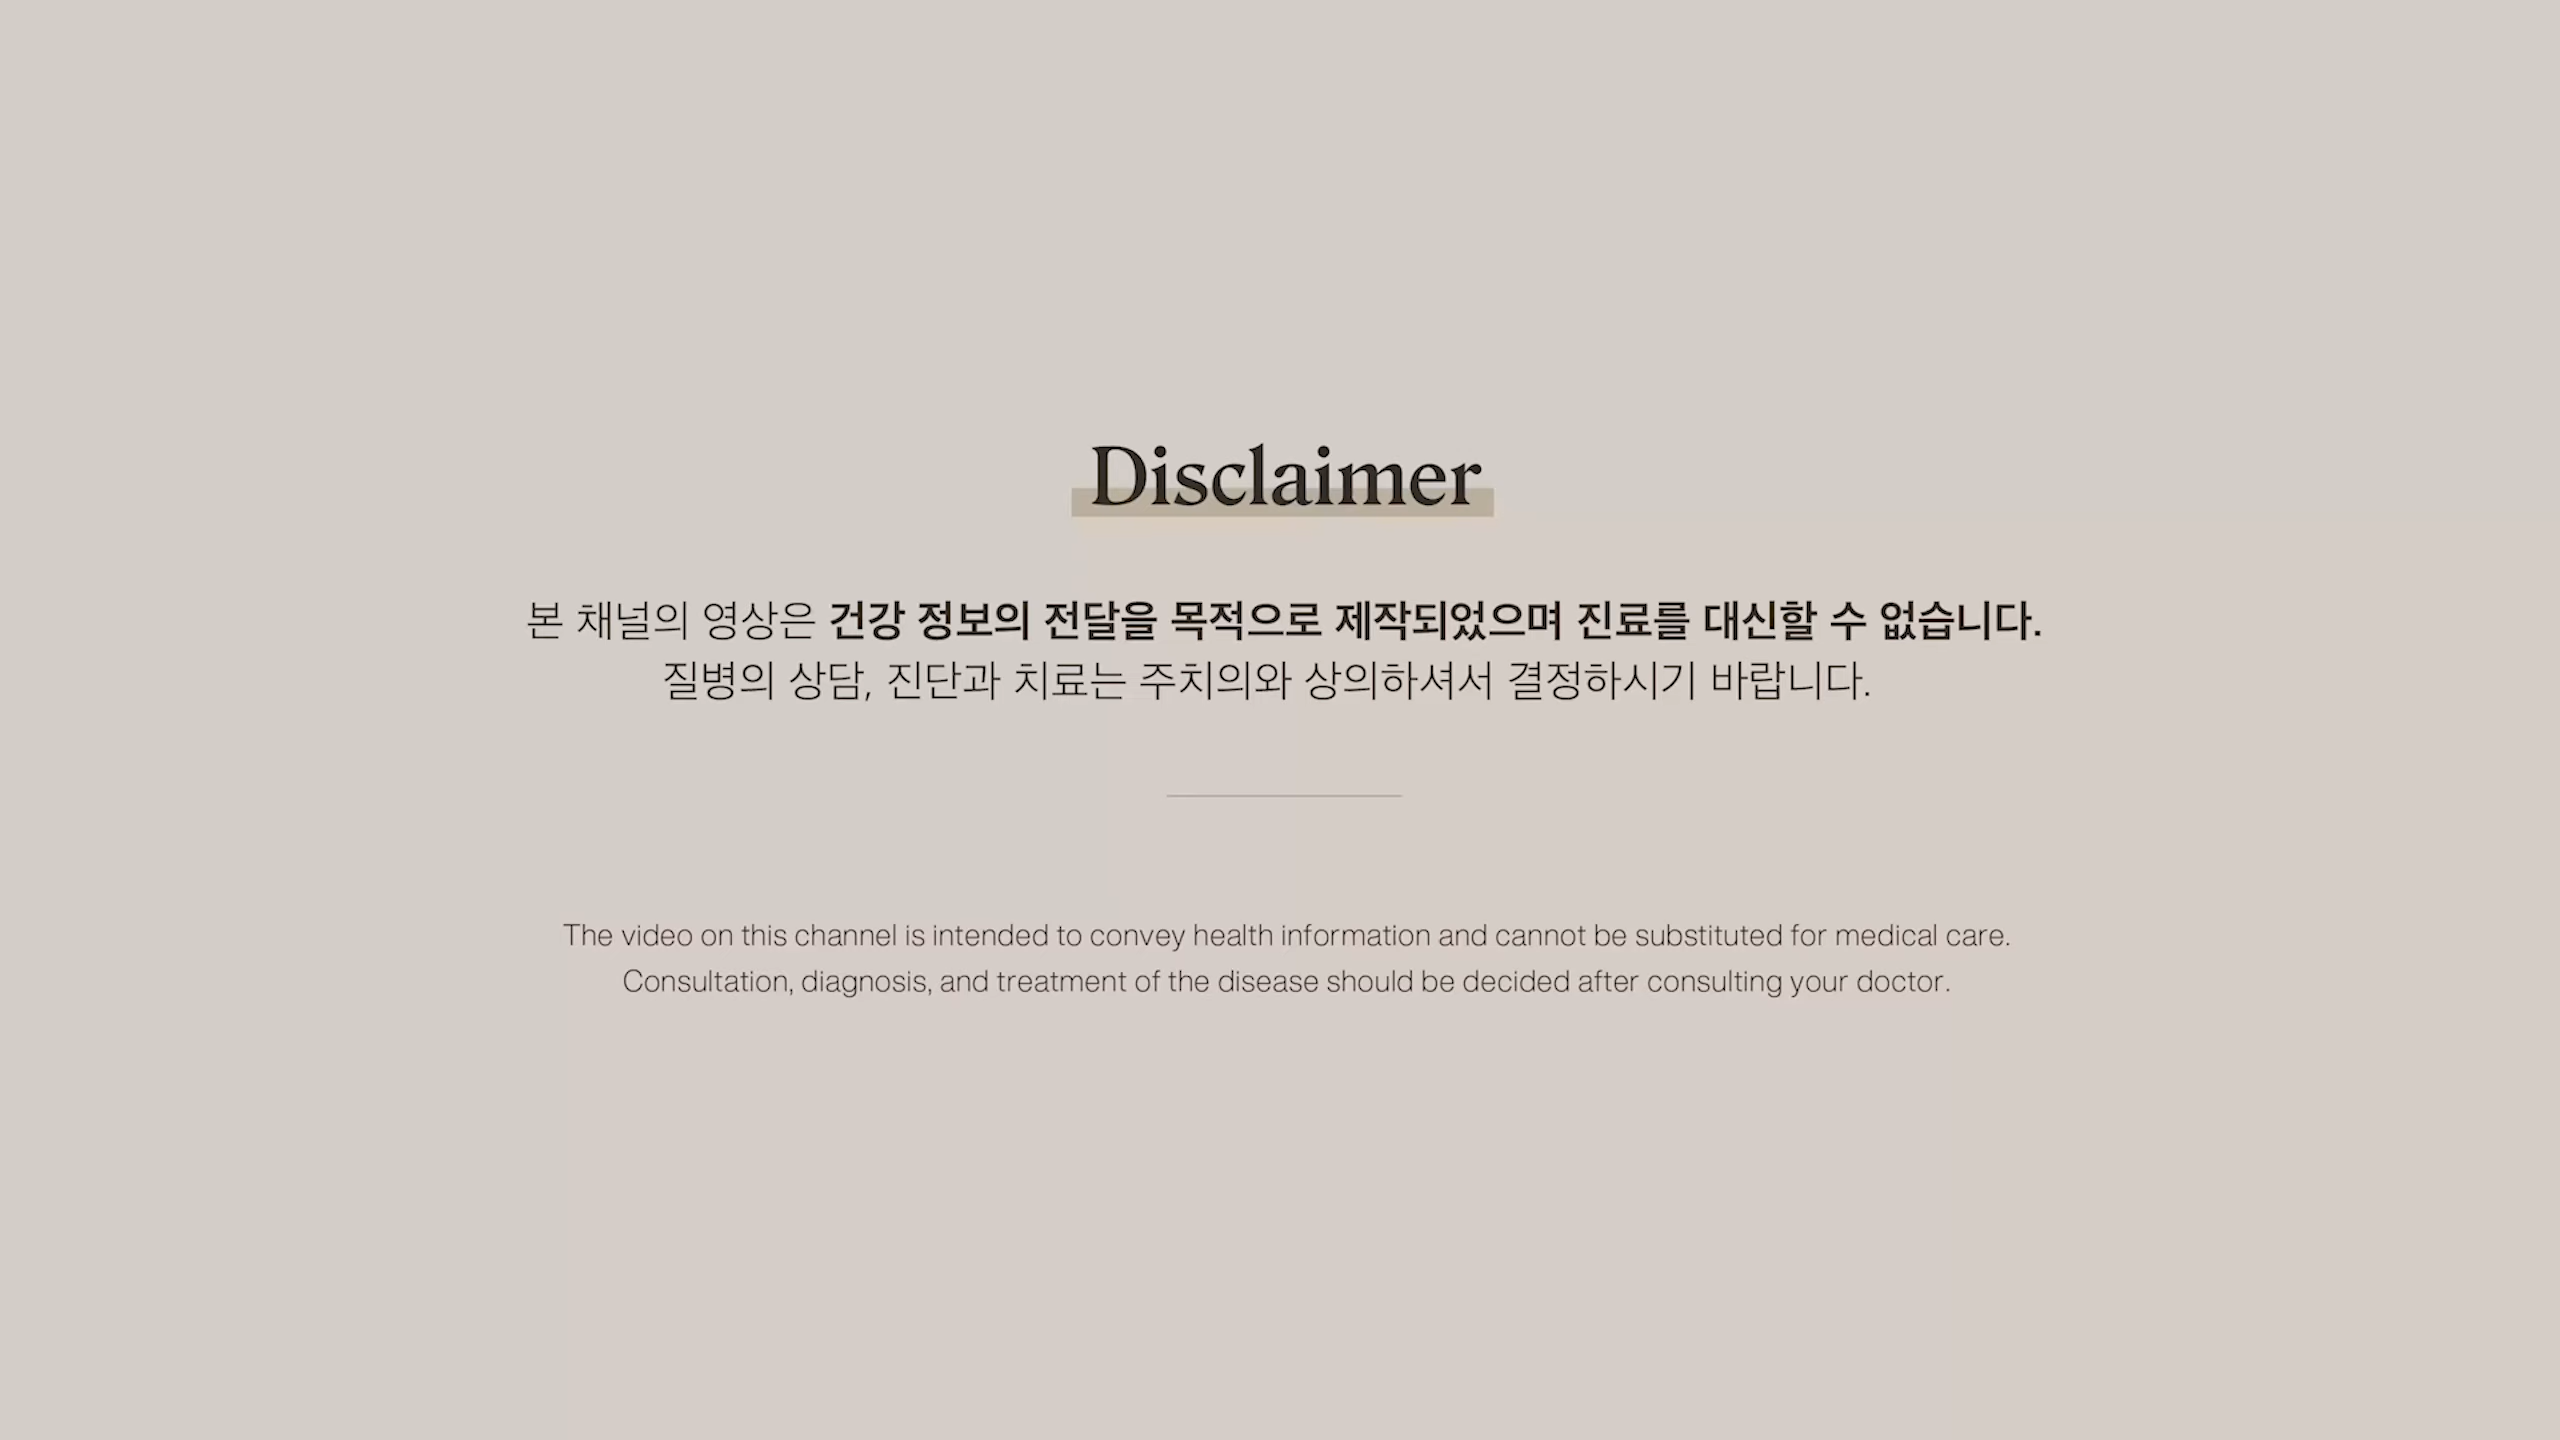 Disclaimer
본 채널의 영상은 건강 정보의 전달을 목적으로 제작되었으며 진료를 대신할 수 없습니다.
질병의 상담, 진단과 치료는 주치의와 상의하셔서 결정하시기 바랍니다.
The video on this channel is intended to convey health information and cannot be substituted for medical care.
Consultation, diagnosis, and treatment of the disease should be decided after consulting your doctor.